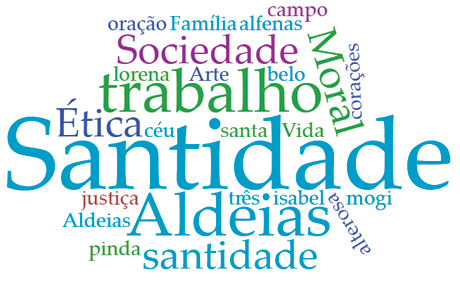 campo
oração Família alfenas
Sociedade
Moral
corações
lorena Arte belo
trabalho
Ética céu santa Vida
Santidade
justiça três isabel mogi
Aldeias Aldeias
alterosa
pinda santidade